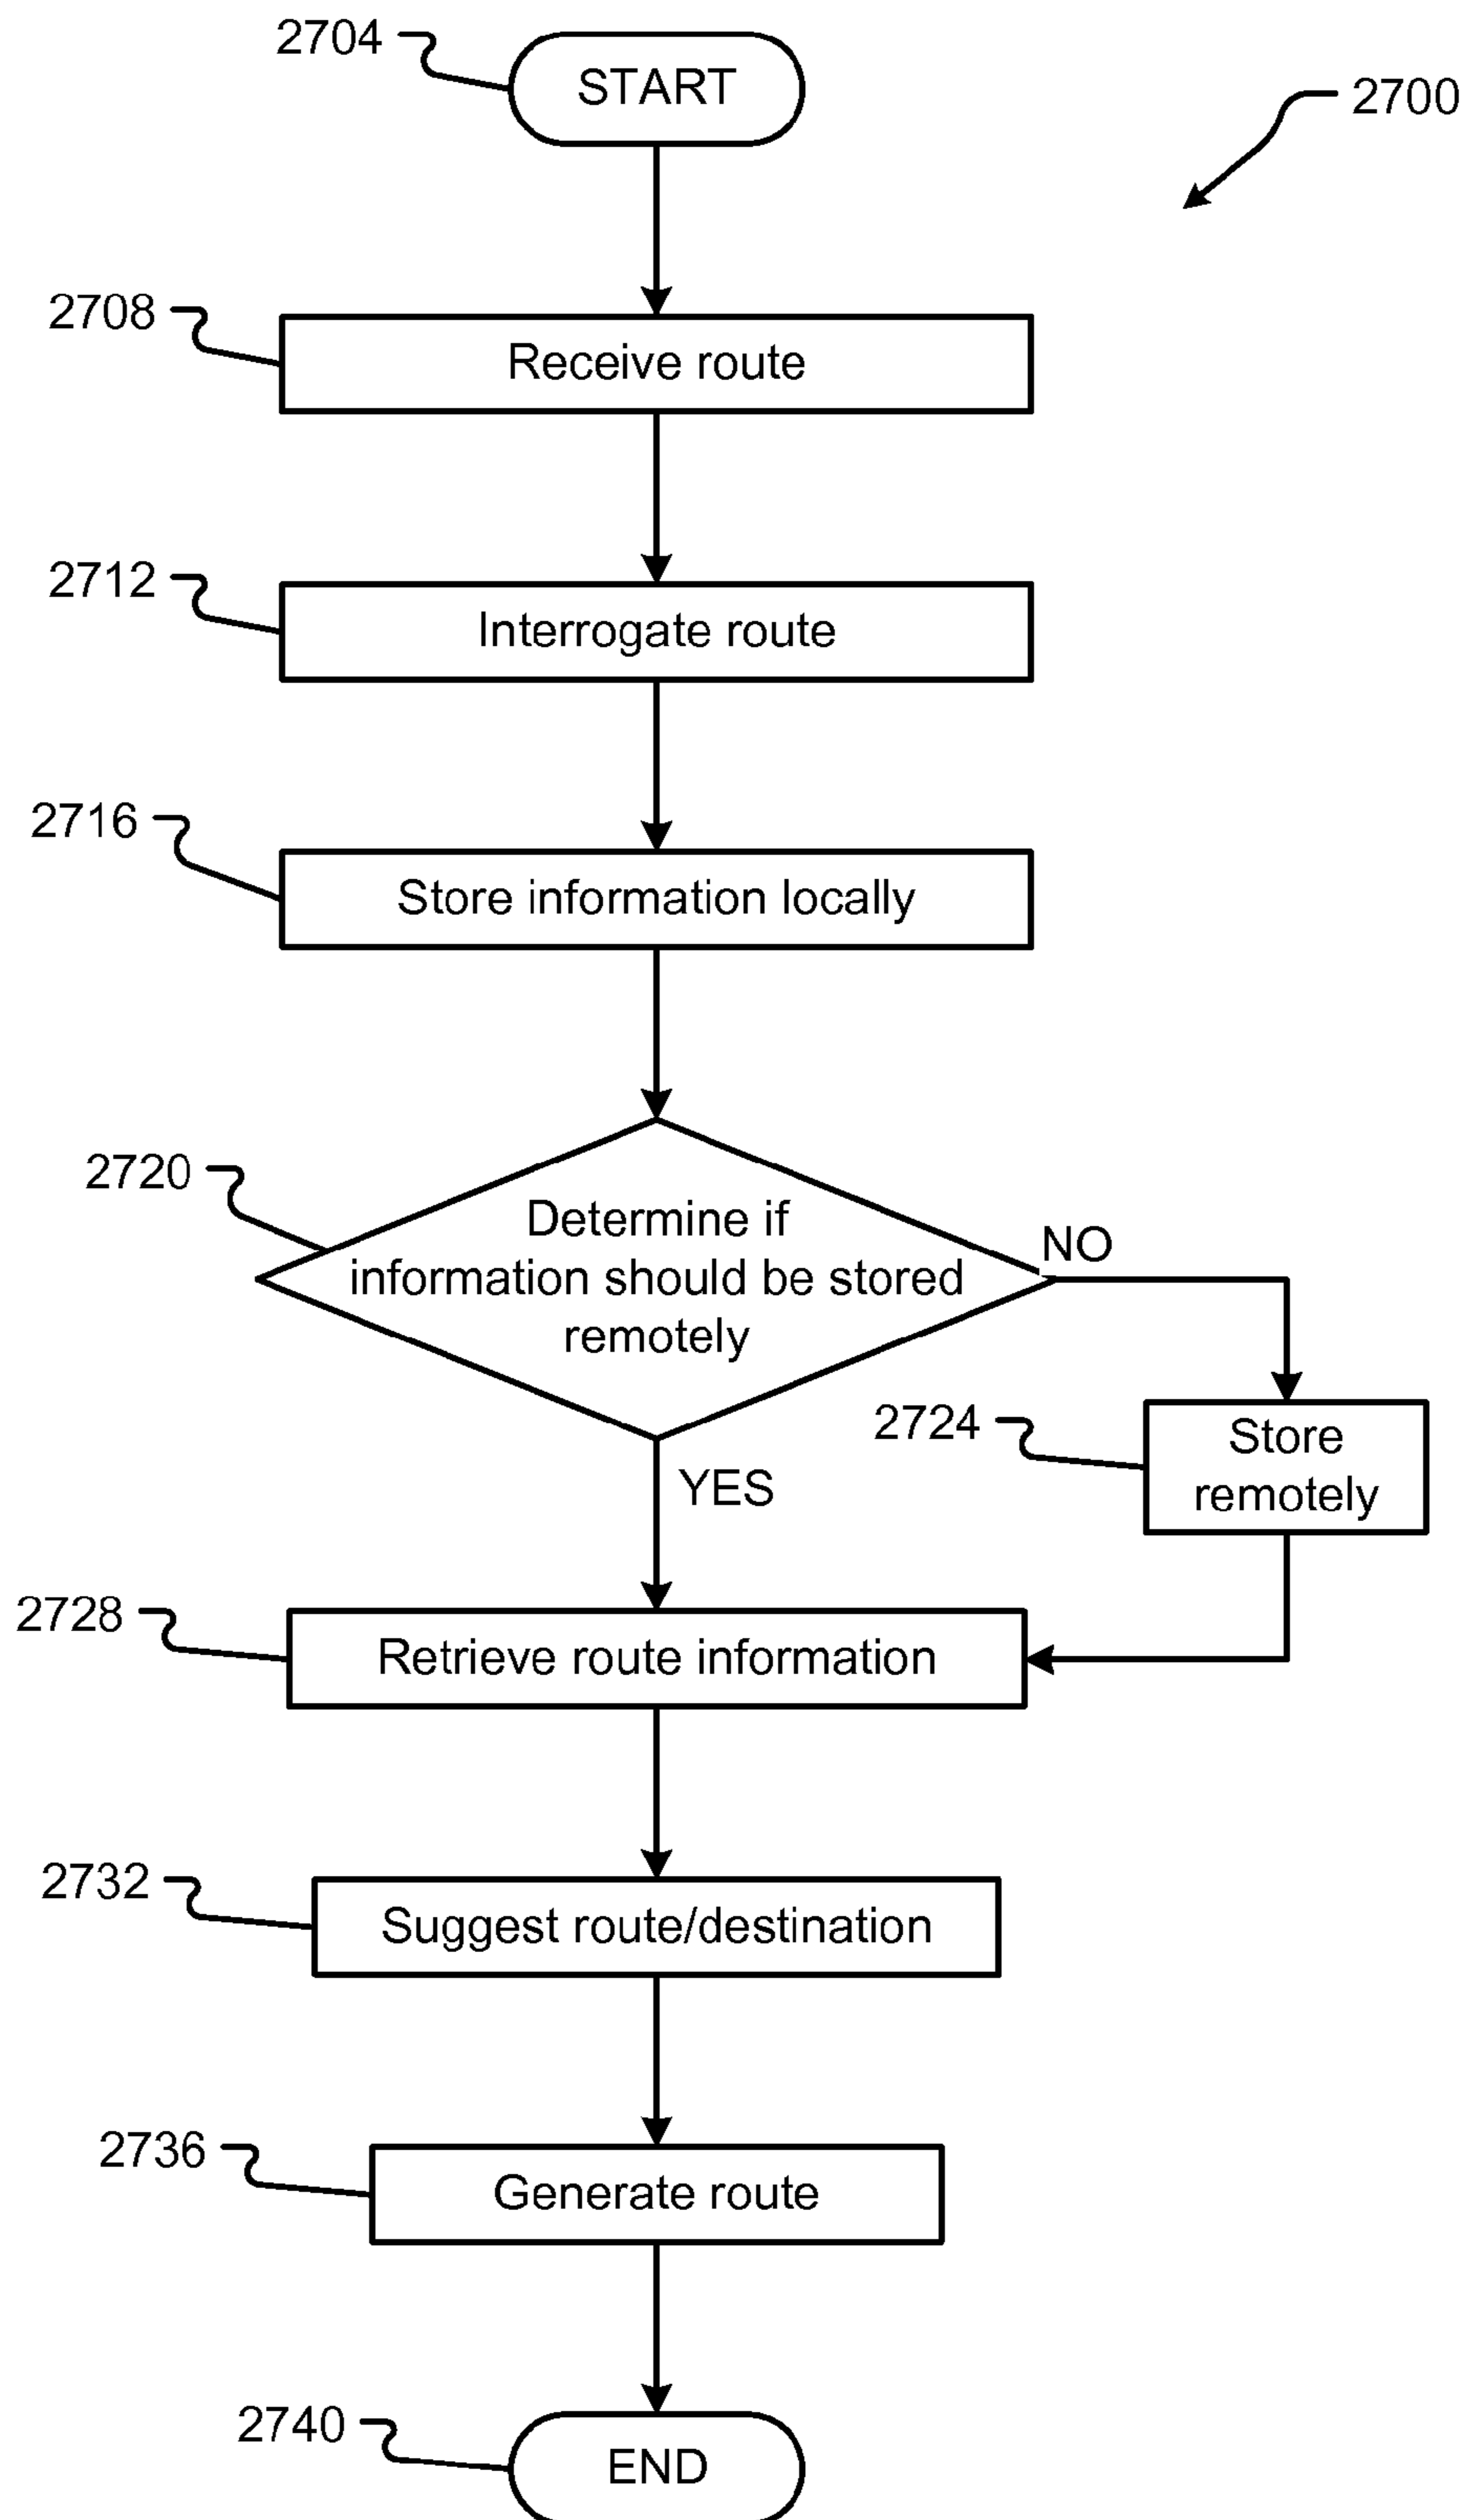 2704
START
2700
2708
Receive route
2712
Interrogate route
2716
Store information locally
2720
Determine if
information should be stored
remotely
NO
2724
Store
remotely
YES
2728
Retrieve route information
2732
Suggest route/destination
2736
Generate route
2740
END